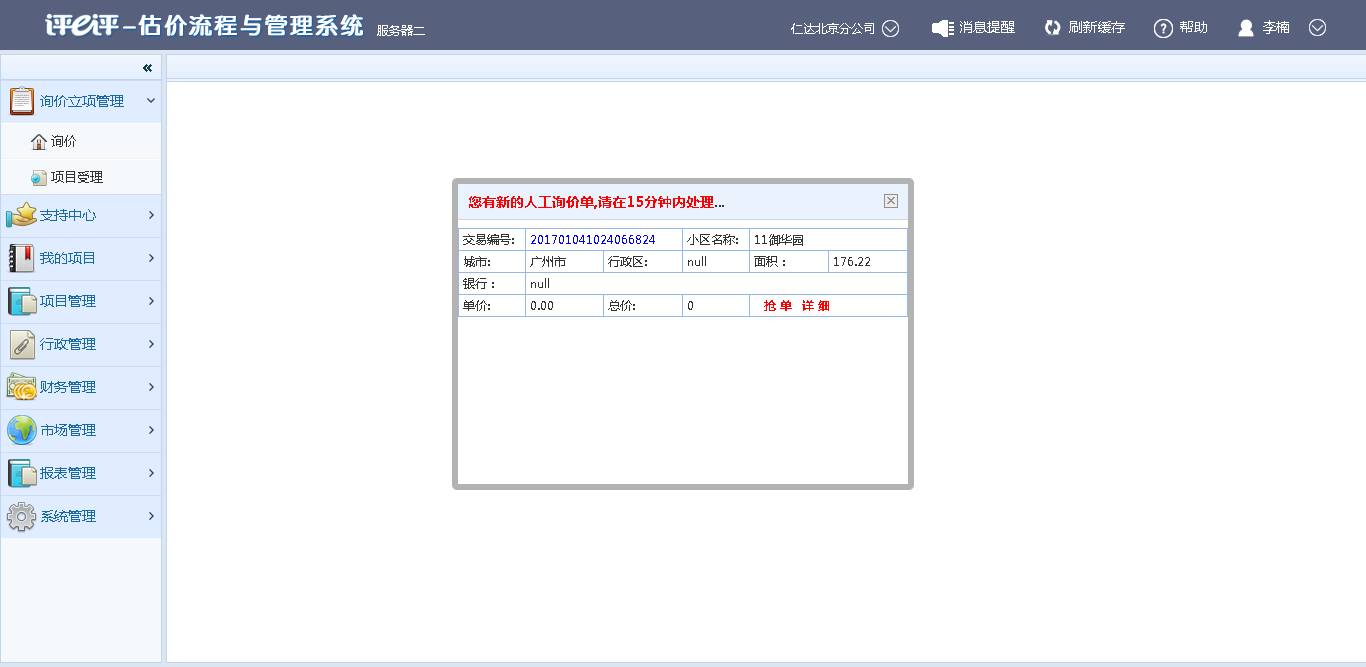 评e评-估价流程与管理系统 服务器二 仁达北京分公司 消息提醒 刷新缓存 帮助 李楠
«
询价立项管理
询价
项目受理
支持中心
我的项目
项目管理
行政管理
财务管理
市场管理
报表管理
系统管理
您有新的人工询价单,请在15分钟内处理...
交易编号: 201701041024066824 小区名称: 11御华园
城市: 广州市 行政区: null 面积： 176.22
银行： null
单价: 0.00 总价: 0 抢 单 详 细